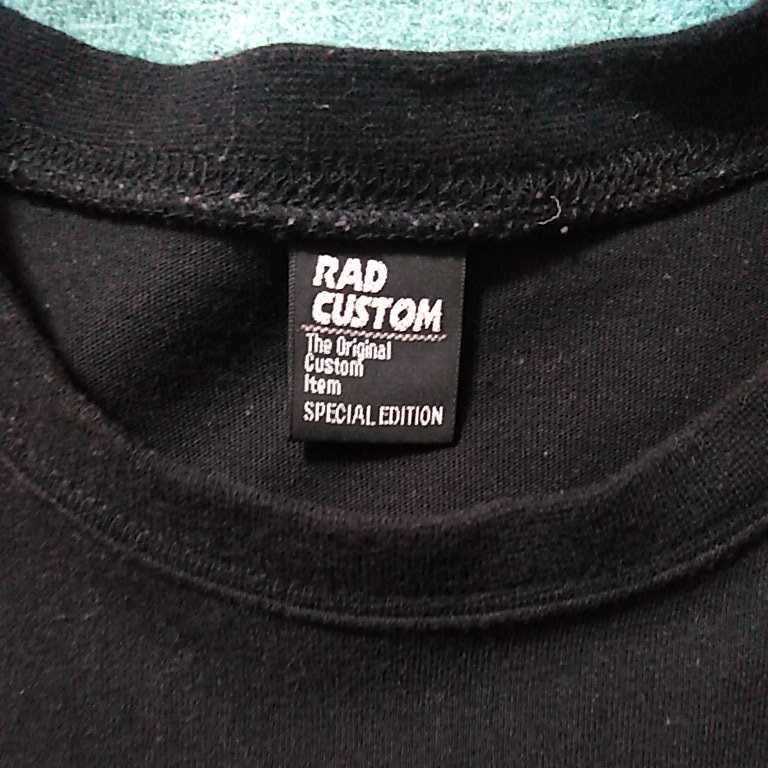 RAD
CUSTOM
The Original
Custom
Item
SPECIAL EDITION